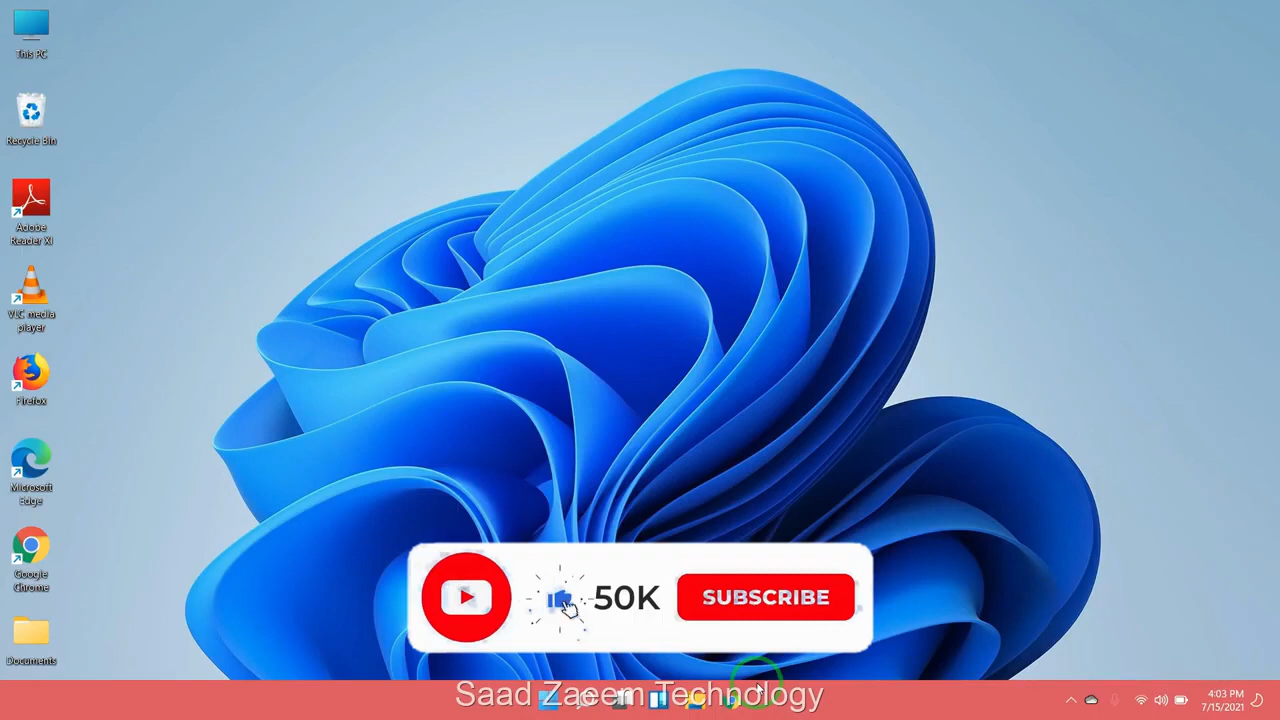 This PC
Recycle Bin
Adobe
Reader XI
VLC media
player
Firefox
Microsoft
Edge
Google
Chrome
Documents
50K
SUBSCRIBE
Saad Zaeem Technology
4:03 PM
7/15/2021